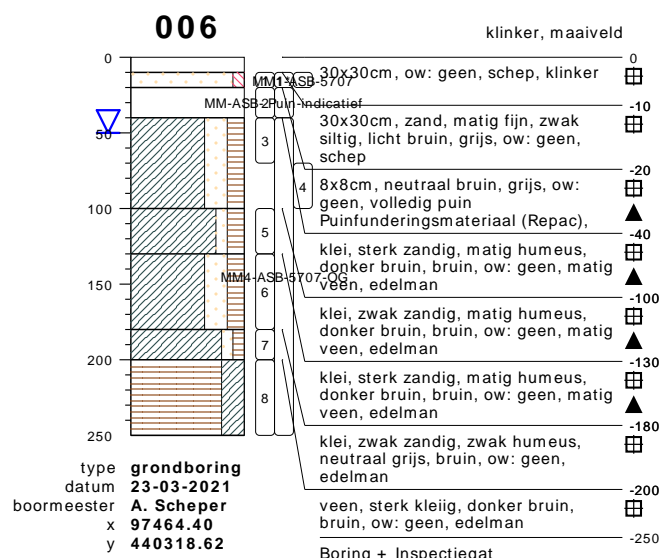 006
klinker, maaiveld
0
0
30x30cm, ow: geen, schep, klinker
MM1-ASB-5707
-10
MM-ASB-Puin-indicatief
30x30cm, zand, matig fijn, zwak
siltig, licht bruin, grijs, ow: geen,
schep
50
2
3
-20
4
8x8cm, neutraal bruin, grijs, ow:
geen, volledig puin
Puinfunderingsmateriaal (Repac),
100
-40
5
klei, sterk zandig, matig humeus,
donker bruin, bruin, ow: geen, matig
veen, edelman
MM4-ASB-5707-OG
150
6
-100
klei, zwak zandig, matig humeus,
donker bruin, bruin, ow: geen, matig
veen, edelman
7
200
-130
klei, sterk zandig, matig humeus,
donker bruin, bruin, ow: geen, matig
veen, edelman
8
-180
250
klei, zwak zandig, zwak humeus,
neutraal grijs, bruin, ow: geen,
edelman
-200
veen, sterk kleiig, donker bruin,
bruin, ow: geen, edelman
-250
Boring + Inspectiegat
type grondboring
datum 23-03-2021
boormeester A. Scheper
x 97464.40
y 440318.62